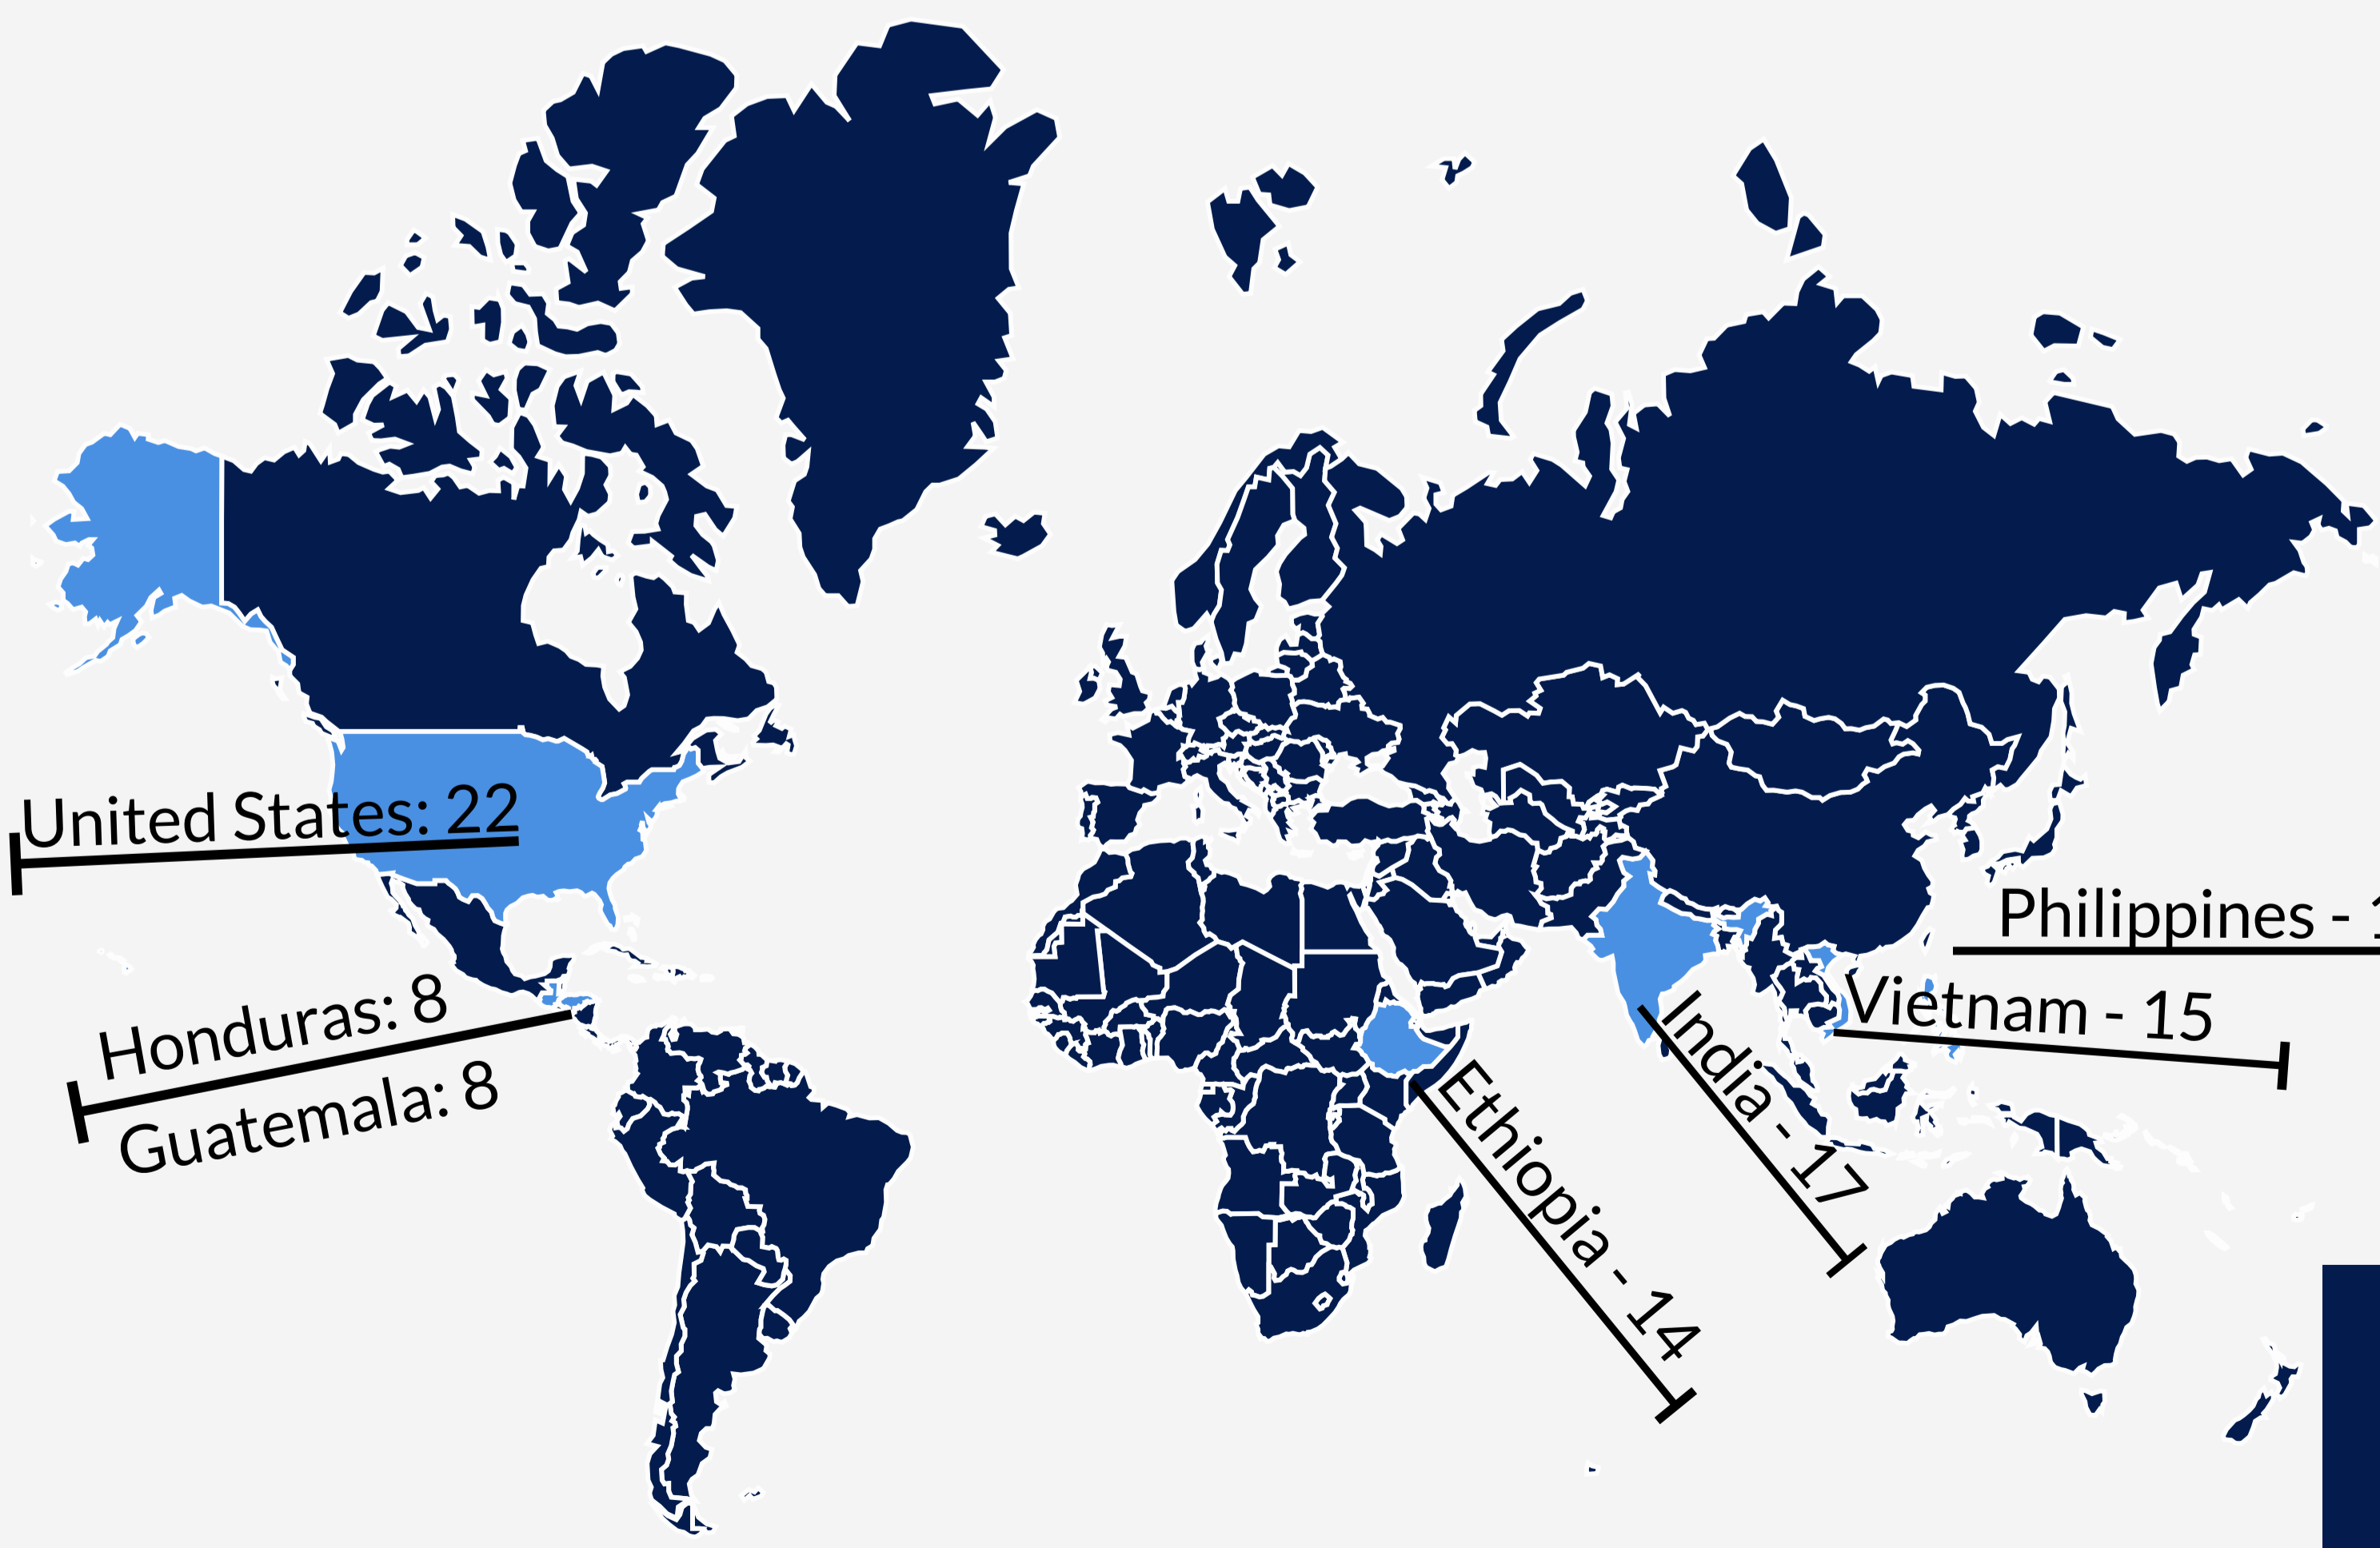 United States: 22
Philippines -
Honduras: 8
Vietnam - 15
Guatemala: 8
India - 17
Ethiopia - 14